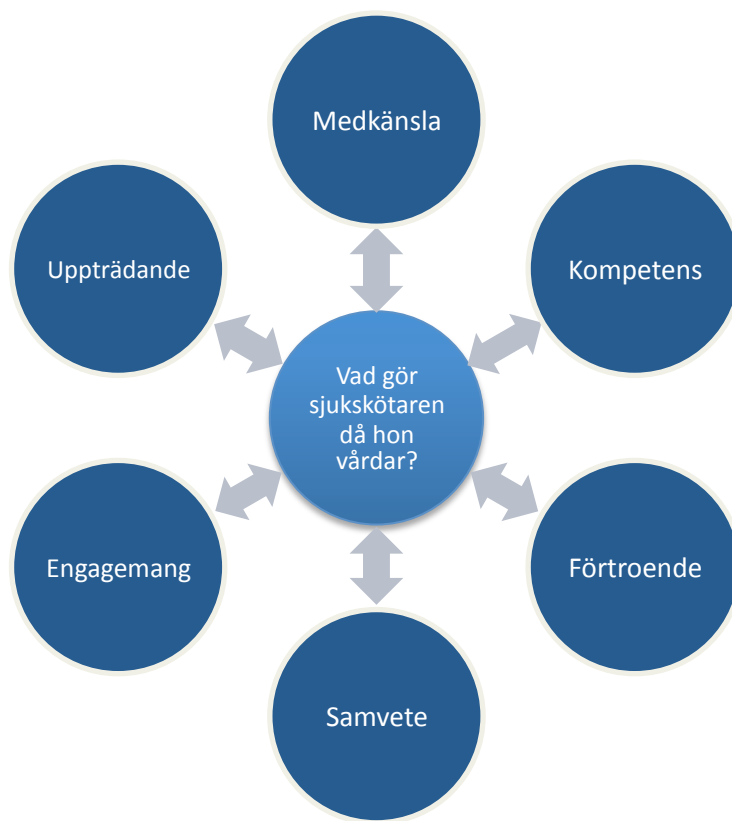 Medkänsla
Kompetens
Förtroende
Samvete
Engagemang
Uppträdande
Vad gör
sjukskötaren
då hon
vårdar?